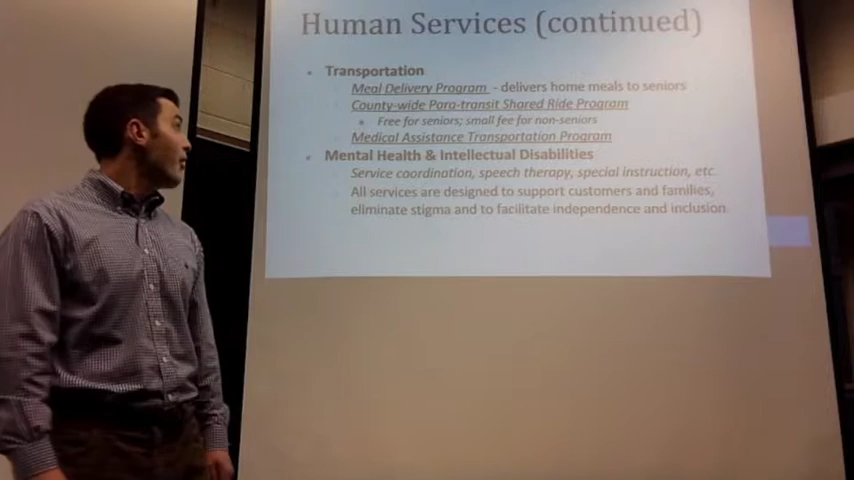 Human Services (continued)
Transportation
Meal Delivery Program - delivers home meals to seniors
County-wide Para-transit Shared Ride Program
Free for seniors; small fee for non-seniors
Medical Assistance Transportation Program
Mental Health & Intellectual Disabilities
Service coordination, speech therapy, special instruction, etc.
All services are designed to support customers and families,
eliminate stigma and to facilitate independence and inclusion.